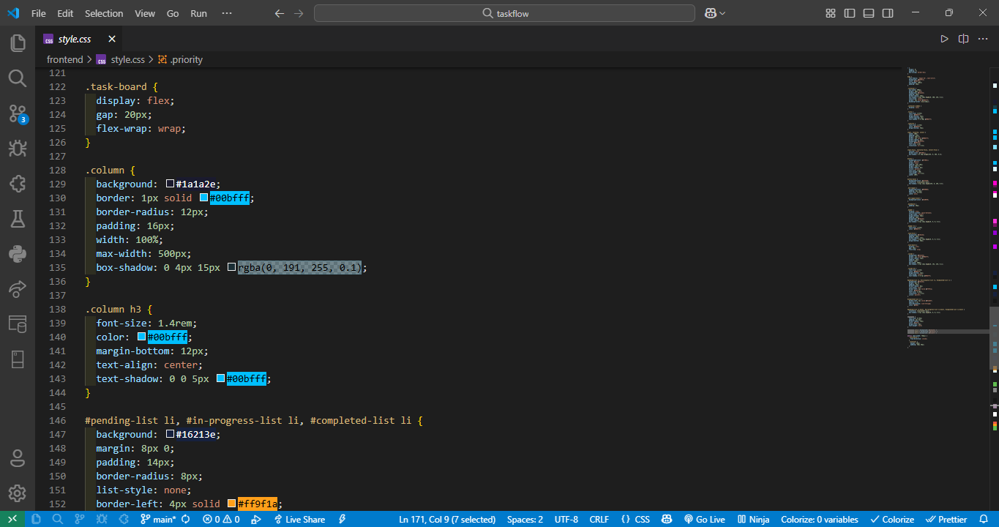 File Edit Selection View Go Run ··· taskflow
style.css
frontend > style.css > .priority
121
122 .task-board {
123 display: flex;
124 gap: 20px;
125 flex-wrap: wrap;
126 }
127
128 .column {
129 background: #1a1a2e;
130 border: 1px solid #00bfff;
131 border-radius: 12px;
132 padding: 16px;
133 width: 100%;
134 max-width: 500px;
135 box-shadow: 0 4px 15px rgba(0, 191, 255, 0.1);
136 }
137
138 .column h3 {
139 font-size: 1.4rem;
140 color: #00bfff;
141 margin-bottom: 12px;
142 text-align: center;
143 text-shadow: 0 0 5px #00bfff;
144 }
145
146 #pending-list li, #in-progress-list li, #completed-list li {
147 background: #16213e;
148 margin: 8px 0;
149 padding: 14px;
150 border-radius: 8px;
151 list-style: none;
152 border-left: 4px solid #ff9f1a;
3
main* 0 0 Live Share Ln 171, Col 9 (7 selected) Spaces: 2 UTF-8 CRLF {} CSS Go Live Ninja Colorize: 0 variables Colorize Prettier